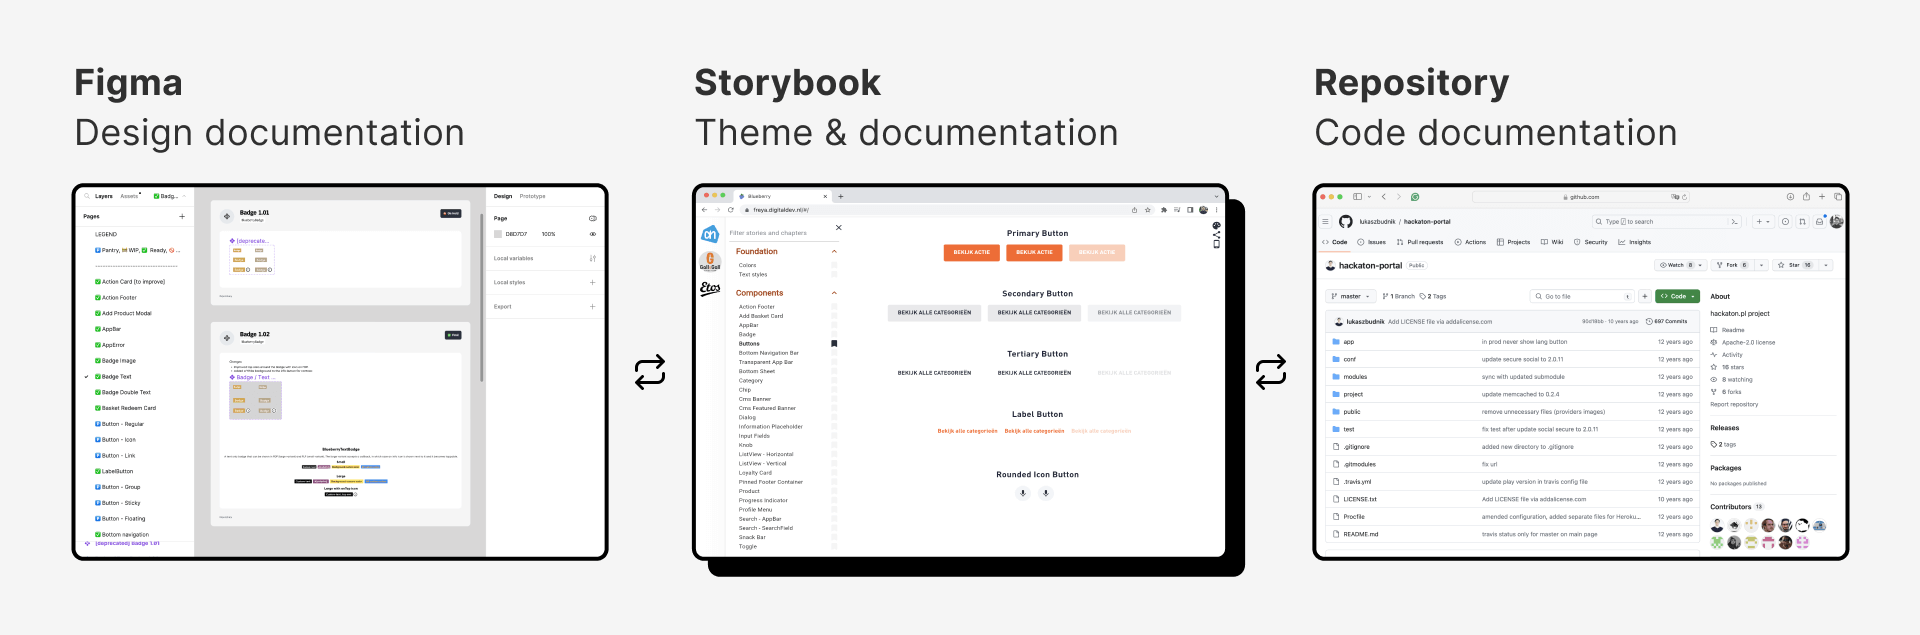 Figma
Design documentation
Storybook
Theme & documentation
Repository
Code documentation
Layers
Assets
Badg...
Pages
LEGEND
Pantry, WIP, Ready, ...
Action Card [to improve]
Action Footer
Add Product Modal
AppBar
AppError
Badge Image
Badge Text
Badge Double Text
Basket Redeem Card
Button - Regular
Button - Icon
Button - Link
LabelButton
Button - Group
Button - Sticky
Button - Floating
Bottom navigation
[deprecated] Badge 1.01
Badge 1.01
[deprecate...
Badge 1.02
Badge / Text ...
BlueberryTextBadge
Design
Prototype
Page
D8D7D7
100%
Local variables
Local styles
Export
Blueberry
freya.digitaldev.nl/#/
Filter stories and chapters
Gall&Gall
Etos
Foundation
Colors
Text styles
Components
Action Footer
Add Basket Card
AppBar
Badge
Buttons
Bottom Navigation Bar
Transparent App Bar
Bottom Sheet
Category
Chip
Cms Banner
Cms Featured Banner
Dialog
Information Placeholder
Input Fields
Knob
ListView - Horizontal
ListView - Vertical
Loyalty Card
Pinned Footer Container
Product
Progress Indicator
Profile Menu
Search - AppBar
Search - SearchField
Snack Bar
Toggle
Primary Button
BEKIJK ACTIE
BEKIJK ACTIE
BEKIJK ACTIE
Secondary Button
BEKIJK ALLE CATEGORIEËN
BEKIJK ALLE CATEGORIEËN
BEKIJK ALLE CATEGORIEËN
Tertiary Button
BEKIJK ALLE CATEGORIEËN
BEKIJK ALLE CATEGORIEËN
BEKIJK ALLE CATEGORIEËN
Label Button
Bekijk alle categorieën
Bekijk alle categorieën
Bekijk alle categorieën
Rounded Icon Button
github.com
lukaszbudnik / hackaton-portal
Type / to search
Code
Issues
Pull requests
Actions
Projects
Wiki
Security
Insights
hackaton-portal
Public
Watch 8
Fork 6
Star 16
master
1 Branch
2 Tags
Go to file
t
Code
lukaszbudnik Add LICENSE file via addalicense.com
10 years ago
697 Commits
app in prod never show lang button 12 years ago
conf update secure social to 2.0.11 12 years ago
modules sync with updated submodule 12 years ago
project update memcached to 0.2.4 12 years ago
public remove unnecessary files (providers images) 12 years ago
test fix test after update social secure to 2.0.11 12 years ago
.gitignore added new directory to .gitignore 12 years ago
.gitmodules fix url 12 years ago
.travis.yml update play version in travis config file 12 years ago
LICENSE.txt Add LICENSE file via addalicense.com 10 years ago
Procfile amended configuration, added separate files for Heroku... 12 years ago
README.md travis status only for master on main page 12 years ago
About
hackaton.pl project
Readme
Apache-2.0 license
Activity
16 stars
8 watching
6 forks
Report repository
Releases
2 tags
Packages
No packages published
Contributors 13